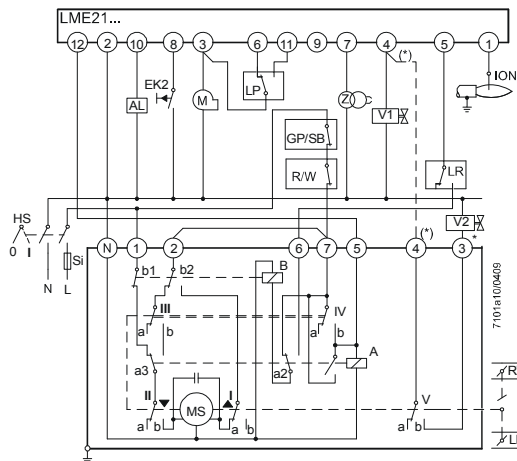 LME21...
12 2 10 8 3 6 11 9 7 4 (*) 5 1
EK2
ION
AL
M
LP
Z
V1
GP/SB
R/W
LR
HS
V2
0 I
Si
(*)
*
N L
N 1 2 6 7 5 4 3
b1 b2 B
III
IV
a b
a b
A
a3
a2
II
I
V
MS
a b
a b
a b
7101a10/0409
R
LR